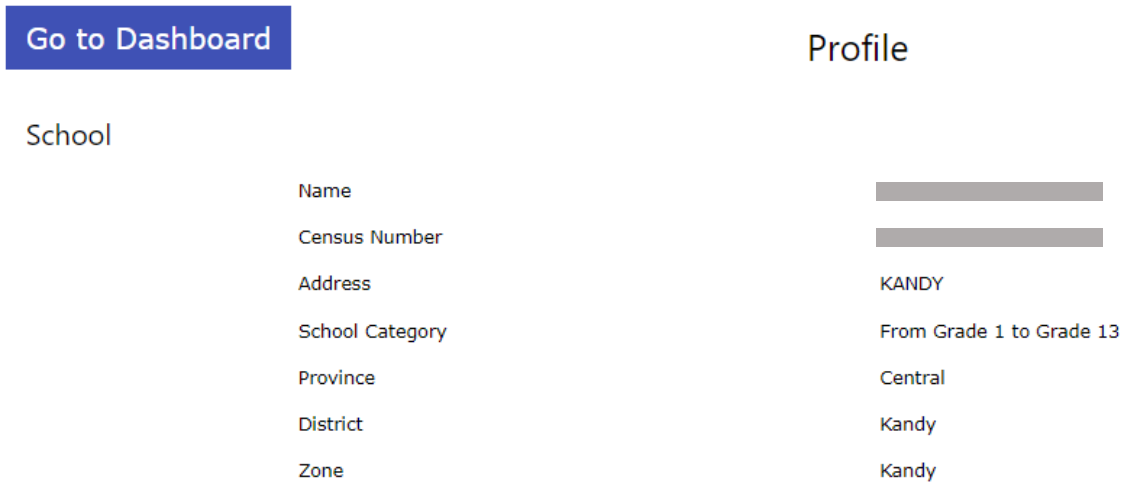 Go to Dashboard
Profile
School
Name
Census Number
Address KANDY
School Category From Grade 1 to Grade 13
Province Central
District Kandy
Zone Kandy